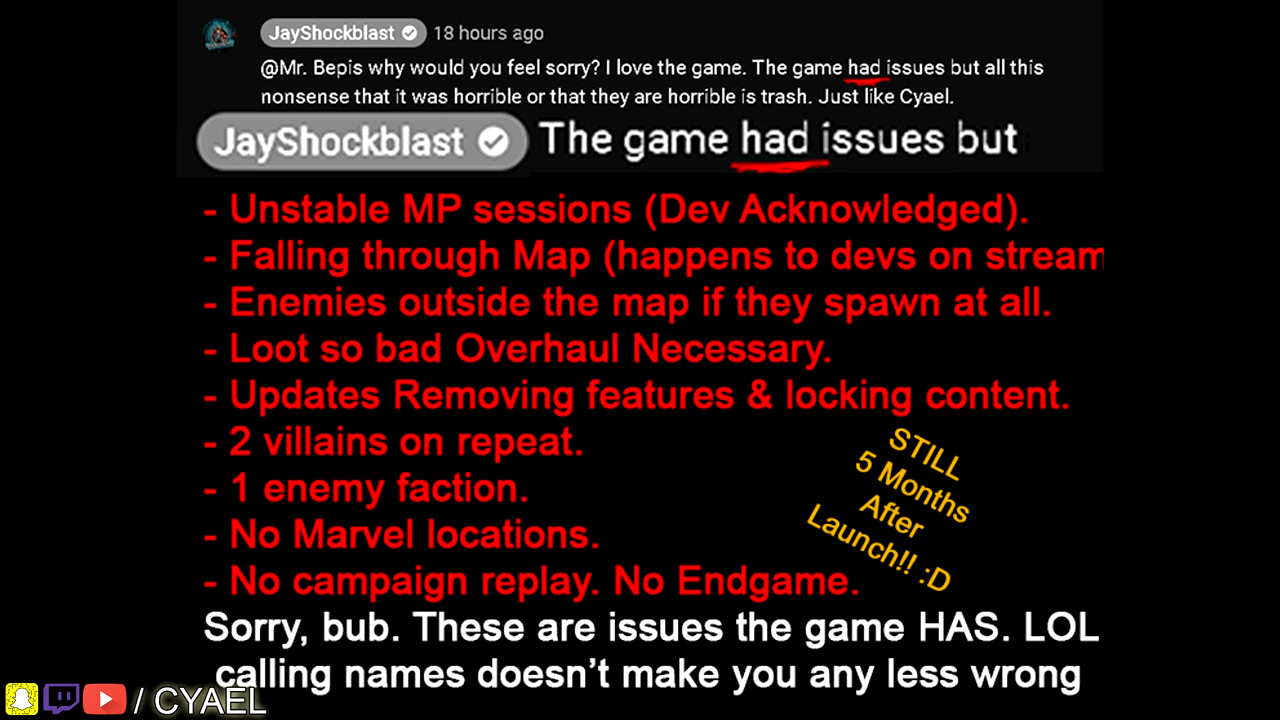 JayShockblast 18 hours ago
@Mr. Bepis why would you feel sorry? I love the game. The game had issues but all this
nonsense that it was horrible or that they are horrible is trash. Just like Cyael.
JayShockblast The game had issues but
- Unstable MP sessions (Dev Acknowledged).
- Falling through Map (happens to devs on stream
- Enemies outside the map if they spawn at all.
- Loot so bad Overhaul Necessary.
- Updates Removing features & locking content.
- 2 villains on repeat.
- 1 enemy faction.
- No Marvel locations.
- No campaign replay. No Endgame.
STILL
5 Months
After
Launch!! :D
Sorry, bub. These are issues the game HAS. LOL
calling names doesn't make you any less wrong
/ CYAEL